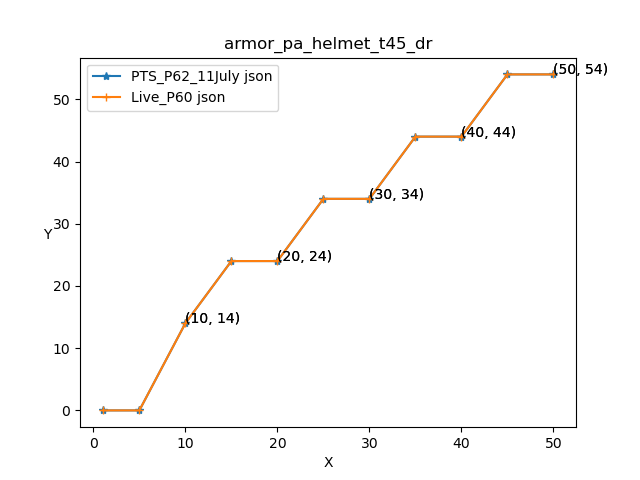 armor_pa_helmet_t45_dr
PTS_P62_11July json
Live_P60 json
(50, 54)
(40, 44)
(30, 34)
(20, 24)
(10, 14)
50
40
30
20
10
0
Y
0 10 20 30 40 50
X